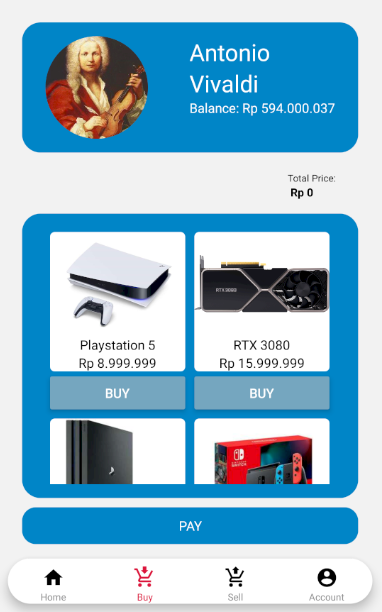 Antonio
Vivaldi
Balance: Rp 594.000.037
Total Price:
Rp 0
RTX 3080
Playstation 5
Rp 8.999.999
RTX 3080
Rp 15.999.999
BUY
BUY
PAY
Home
Buy
Sell
Account